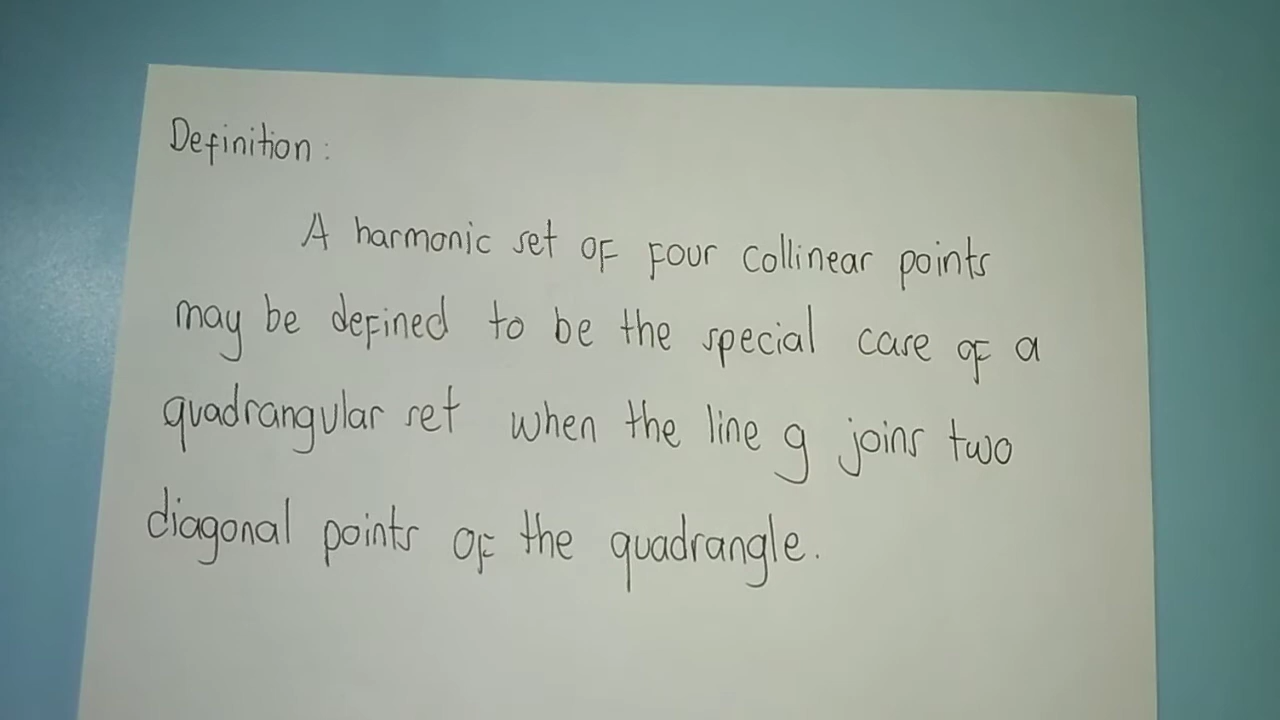 Definition:
A harmonic set of four collinear points
may be defined to be the special case of a
quadrangular set when the line g joins two
diagonal points of the quadrangle.